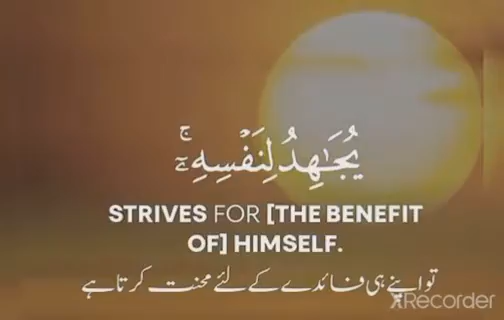 يُجَـٰهِدُ لِنَفْسِهِۦٓ ۚ
STRIVES FOR [THE BENEFIT
OF] HIMSELF.
تو اپنے ہی فائدے کے لئے محنت کرتا ہے
XRecorder